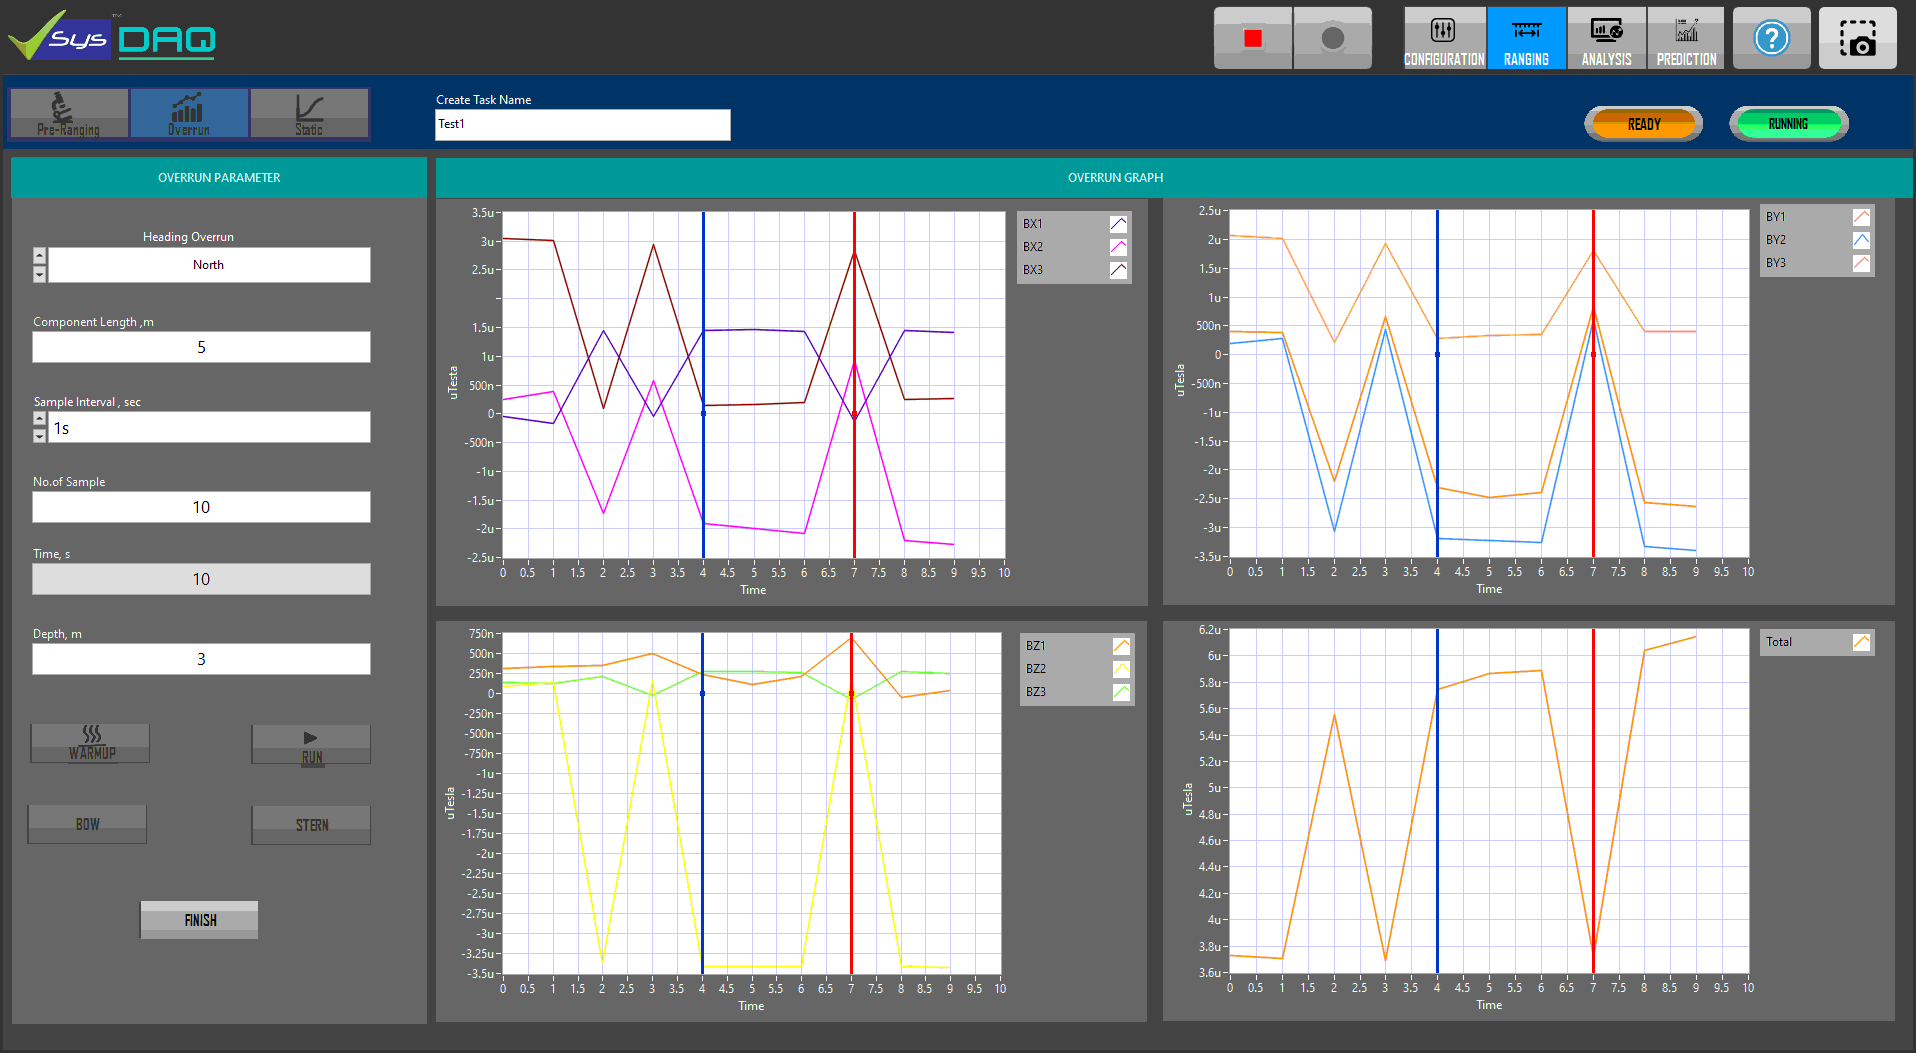 Sys DAQ ™
CONFIGURATION
RANGING
ANALYSIS
PREDICTION
?
Pre-Ranging
Overrun
Static
Create Task Name
Test1
READY
RUNNING
OVERRUN PARAMETER
Heading Overrun
North
Component Length ,m
5
Sample Interval , sec
1s
No.of Sample
10
Time, s
10
Depth, m
3
WARMUP
RUN
BOW
STERN
FINISH
OVERRUN GRAPH
3.5u
3u
2.5u
1.5u
1u
500n
0
-500n
-1u
-1.5u
-2u
-2.5u
uTesta
0 0.5 1 1.5 2 2.5 3 3.5 4 4.5 5 5.5 6 6.5 7 7.5 8 8.5 9 9.5 10
Time
BX1
BX2
BX3
2.5u
2u
1.5u
1u
500n
0
-500n
-1u
-1.5u
-2u
-2.5u
-3u
-3.5u
uTesla
0 0.5 1 1.5 2 2.5 3 3.5 4 4.5 5 5.5 6 6.5 7 7.5 8 8.5 9 9.5 10
Time
BY1
BY2
BY3
750n
500n
250n
0
-250n
-500n
-750n
-1u
-1.25u
-1.5u
-1.75u
-2u
-2.25u
-2.5u
-2.75u
-3u
-3.25u
-3.5u
uTesla
0 0.5 1 1.5 2 2.5 3 3.5 4 4.5 5 5.5 6 6.5 7 7.5 8 8.5 9 9.5 10
Time
BZ1
BZ2
BZ3
6.2u
6u
5.8u
5.6u
5.4u
5.2u
5u
4.8u
4.6u
4.4u
4.2u
4u
3.8u
3.6u
uTesla
0 0.5 1 1.5 2 2.5 3 3.5 4 4.5 5 5.5 6 6.5 7 7.5 8 8.5 9 9.5 10
Time
Total